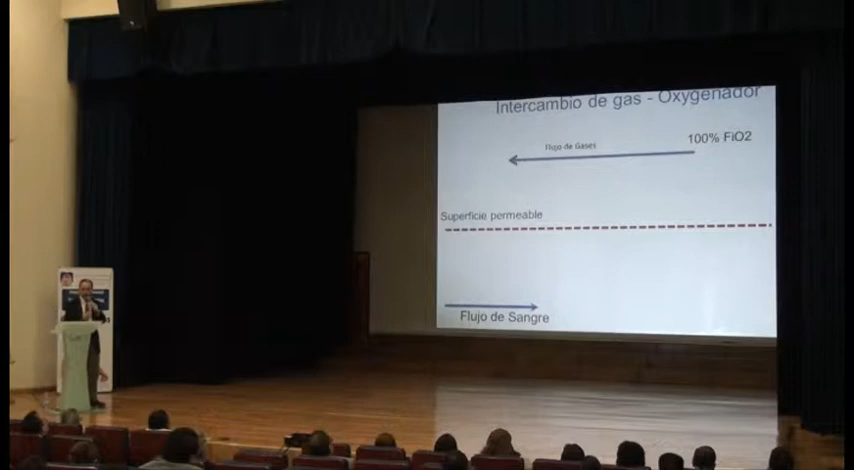 Intercambio de gas - Oxygenador
100% FiO2
Flujo de Gases
Superficie permeable
Flujo de Sangre